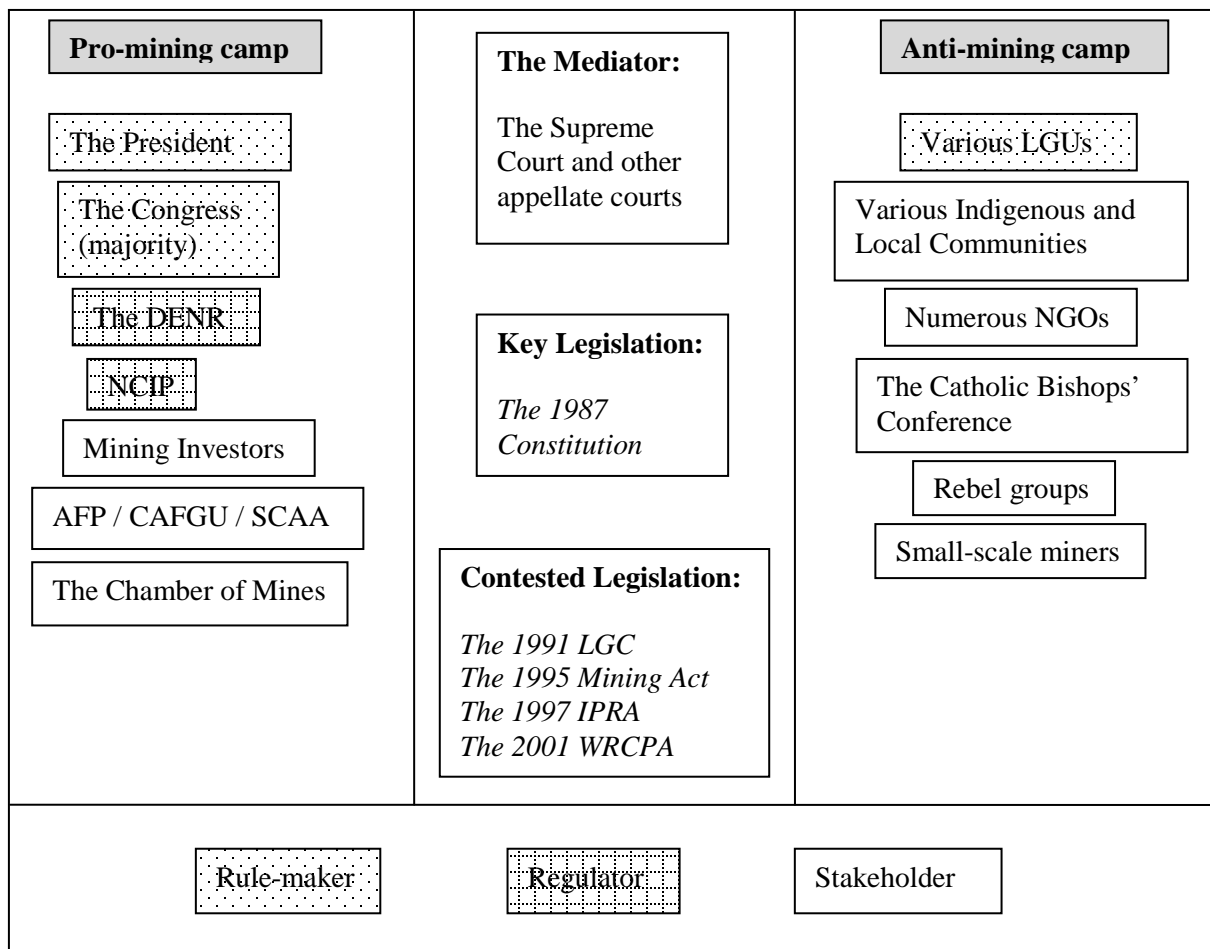 Pro-mining camp
The President
The Congress
(majority)
The DENR
NCIP
Mining Investors
AFP / CAFGU / SCAA
The Chamber of Mines
The Mediator:
The Supreme
Court and other
appellate courts
Key Legislation:
The 1987
Constitution
Contested Legislation:
The 1991 LGC
The 1995 Mining Act
The 1997 IPRA
The 2001 WRCPA
Anti-mining camp
Various LGUs
Various Indigenous and
Local Communities
Numerous NGOs
The Catholic Bishops’
Conference
Rebel groups
Small-scale miners
Rule-maker
Regulator
Stakeholder